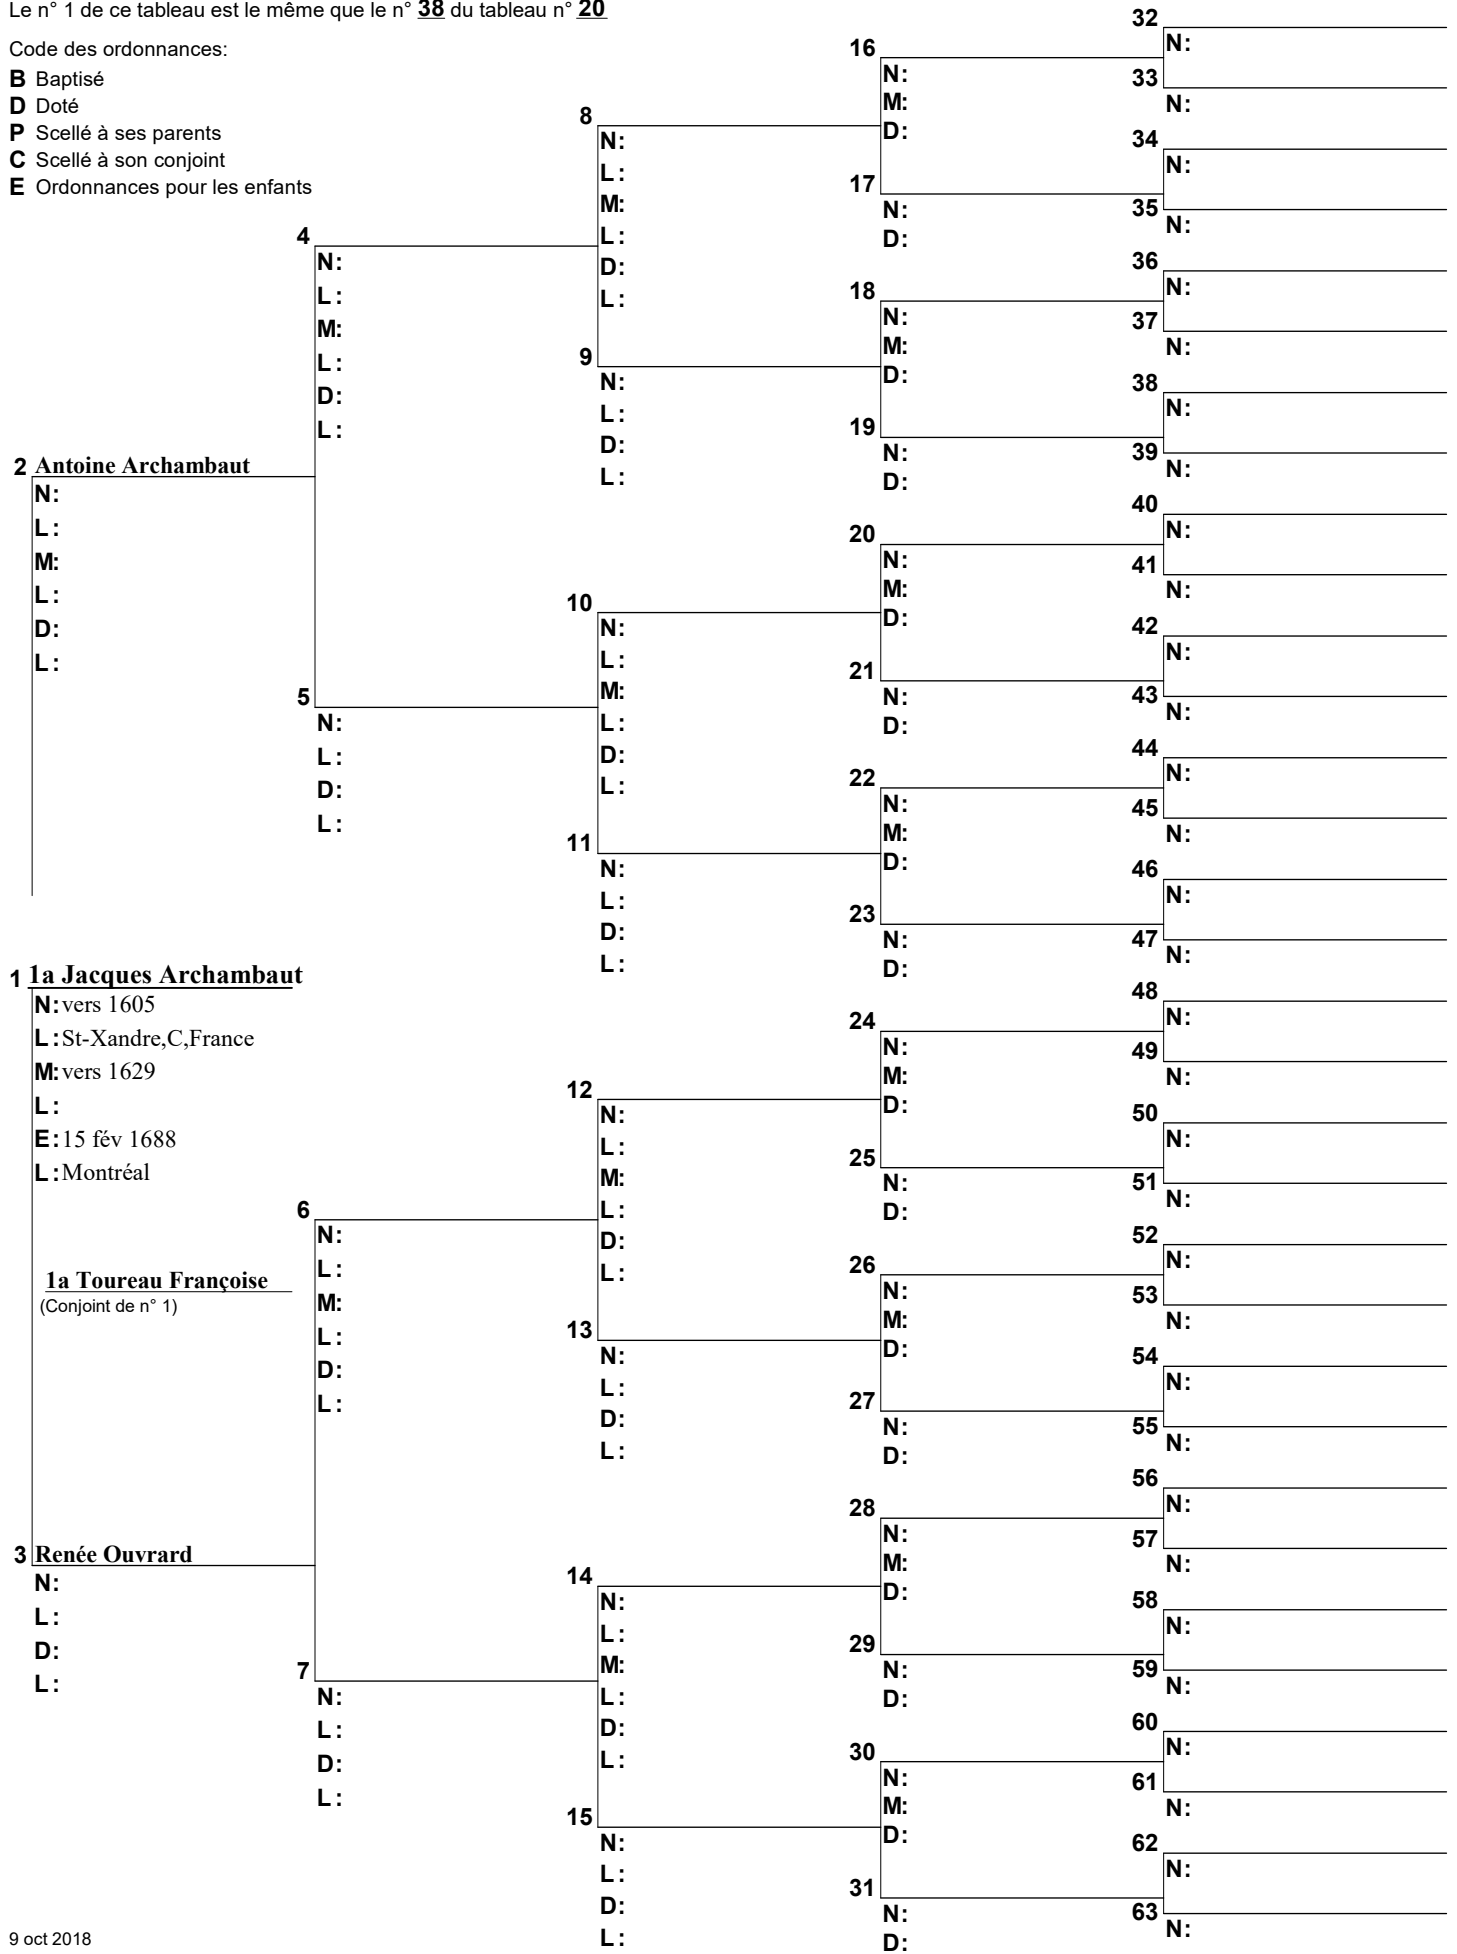 Le n° 1 de ce tableau est le même que le n° 38 du tableau n° 20
Code des ordonnances:
B Baptisé
D Doté
P Scellé à ses parents
C Scellé à son conjoint
E Ordonnances pour les enfants
2 Antoine Archambaut
N:
L:
M:
L:
D:
L:
1 1a Jacques Archambaut
N: vers 1605
L: St-Xandre,C,France
M: vers 1629
L:
E: 15 fév 1688
L: Montréal
1a Toureau Françoise
(Conjoint de n° 1)
3 Renée Ouvrard
N:
L:
D:
L:
9 oct 2018
4
N:
L:
M:
L:
D:
L:
5
N:
L:
D:
L:
6
N:
L:
M:
L:
D:
L:
7
N:
L:
D:
L:
8
N:
L:
M:
L:
D:
L:
9
N:
L:
D:
L:
10
N:
L:
M:
L:
D:
L:
11
N:
L:
D:
L:
12
N:
L:
M:
L:
D:
L:
13
N:
L:
D:
L:
14
N:
L:
M:
L:
D:
L:
15
N:
L:
D:
L:
16
N:
M:
D:
17
N:
D:
18
N:
M:
D:
19
N:
D:
20
N:
M:
D:
21
N:
D:
22
N:
M:
D:
23
N:
D:
24
N:
M:
D:
25
N:
D:
26
N:
M:
D:
27
N:
D:
28
N:
M:
D:
29
N:
D:
30
N:
M:
D:
31
N:
D:
32
N:
33
N:
34
N:
35
N:
36
N:
37
N:
38
N:
39
N:
40
N:
41
N:
42
N:
43
N:
44
N:
45
N:
46
N:
47
N:
48
N:
49
N:
50
N:
51
N:
52
N:
53
N:
54
N:
55
N:
56
N:
57
N:
58
N:
59
N:
60
N:
61
N:
62
N:
63
N: